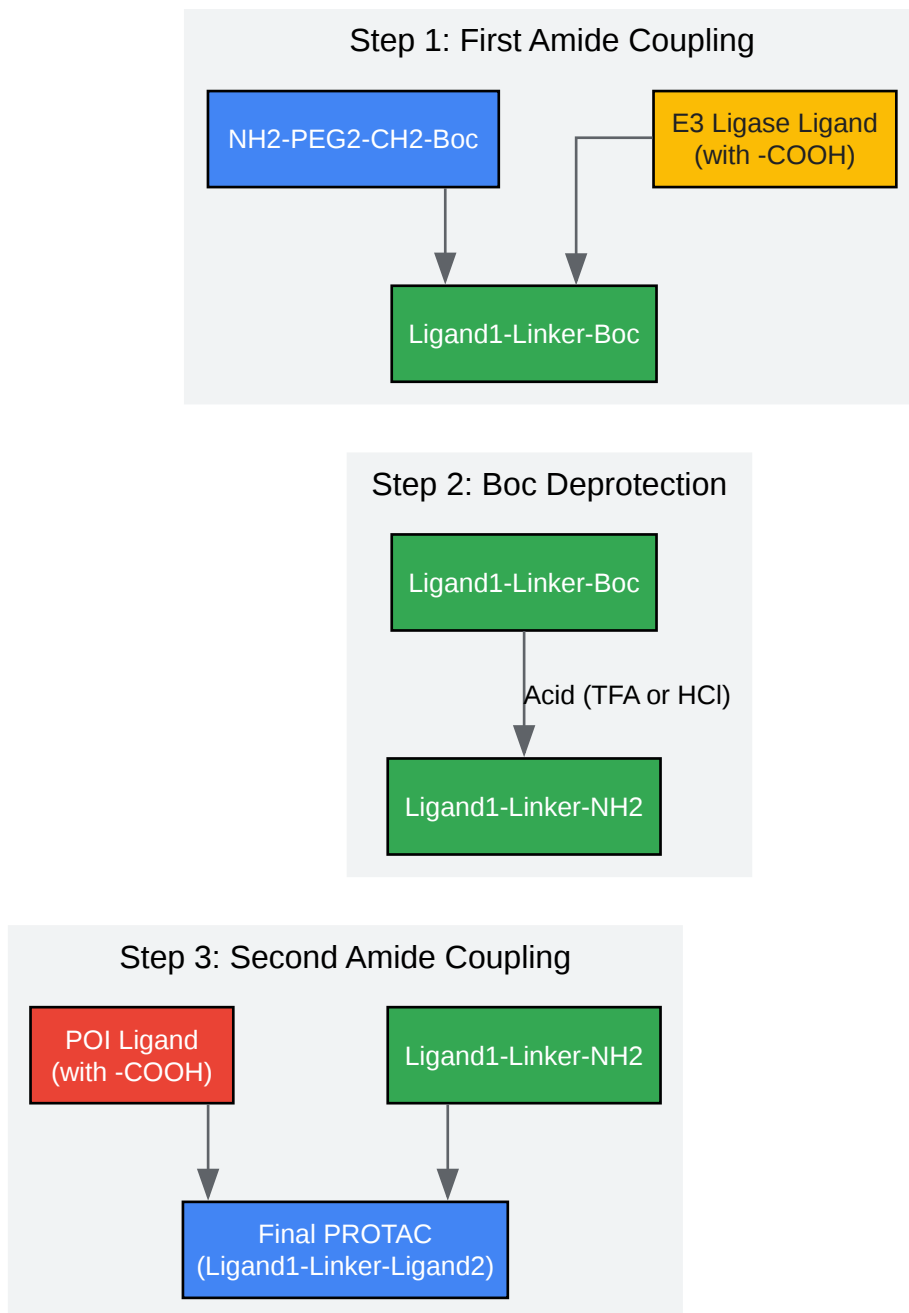 Step 1: First Amide Coupling
NH2-PEG2-CH2-Boc
E3 Ligase Ligand
(with -COOH)
Ligand1-Linker-Boc
Step 2: Boc Deprotection
Ligand1-Linker-Boc
Acid (TFA or HCl)
Ligand1-Linker-NH2
Step 3: Second Amide Coupling
POI Ligand
(with -COOH)
Ligand1-Linker-NH2
Final PROTAC
(Ligand1-Linker-Ligand2)